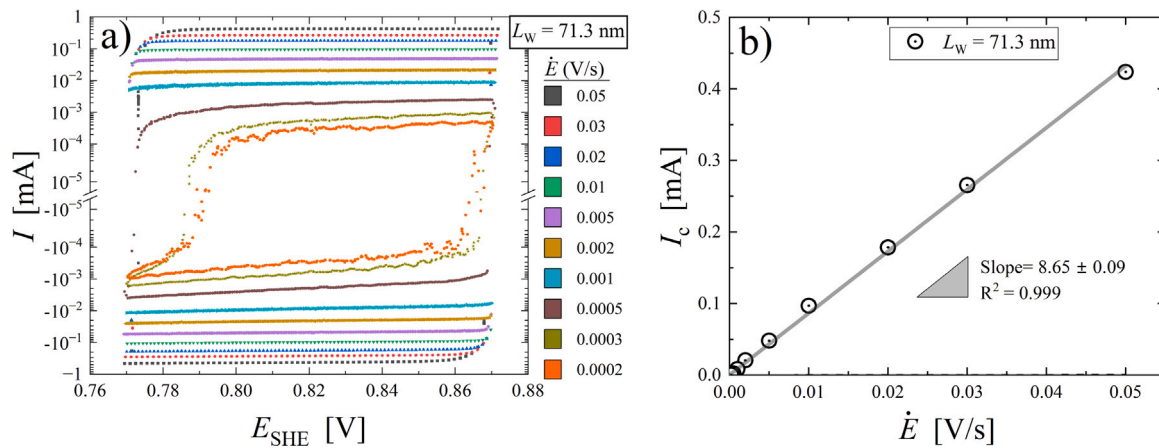 a)
L_W = 71.3 nm
Ė (V/s)
0.05
0.03
0.02
0.01
0.005
0.002
0.001
0.0005
0.0003
0.0002
I [mA]
1
10⁻¹
10⁻²
10⁻³
10⁻⁴
10⁻⁵
-10⁻⁵
-10⁻⁴
-10⁻³
-10⁻²
-10⁻¹
−1
0.76 0.78 0.80 0.82 0.84 0.86 0.88
E_SHE [V]
b)
L_W = 71.3 nm
I_c [mA]
0.5
0.4
0.3
0.2
0.1
0.0
Slope= 8.65 ± 0.09
R² = 0.999
0.00 0.01 0.02 0.03 0.04 0.05
Ė [V/s]